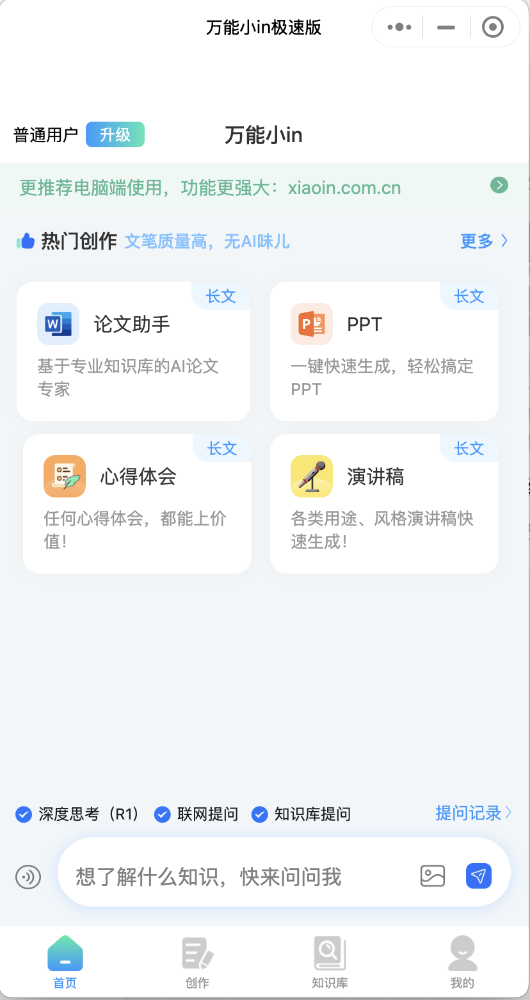 万能小in极速版
普通用户 升级 万能小in
更推荐电脑端使用，功能更强大：xiaoin.com.cn
热门创作 文笔质量高，无AI味儿 更多
长文
W 论文助手
基于专业知识库的AI论文
专家
长文
P PPT
一键快速生成，轻松搞定
PPT
长文
心得体会
任何心得体会，都能上价
值！
长文
演讲稿
各类用途、风格演讲稿快
速生成！
深度思考（R1） 联网提问 知识库提问 提问记录
想了解什么知识，快来问问我
首页 创作 知识库 我的